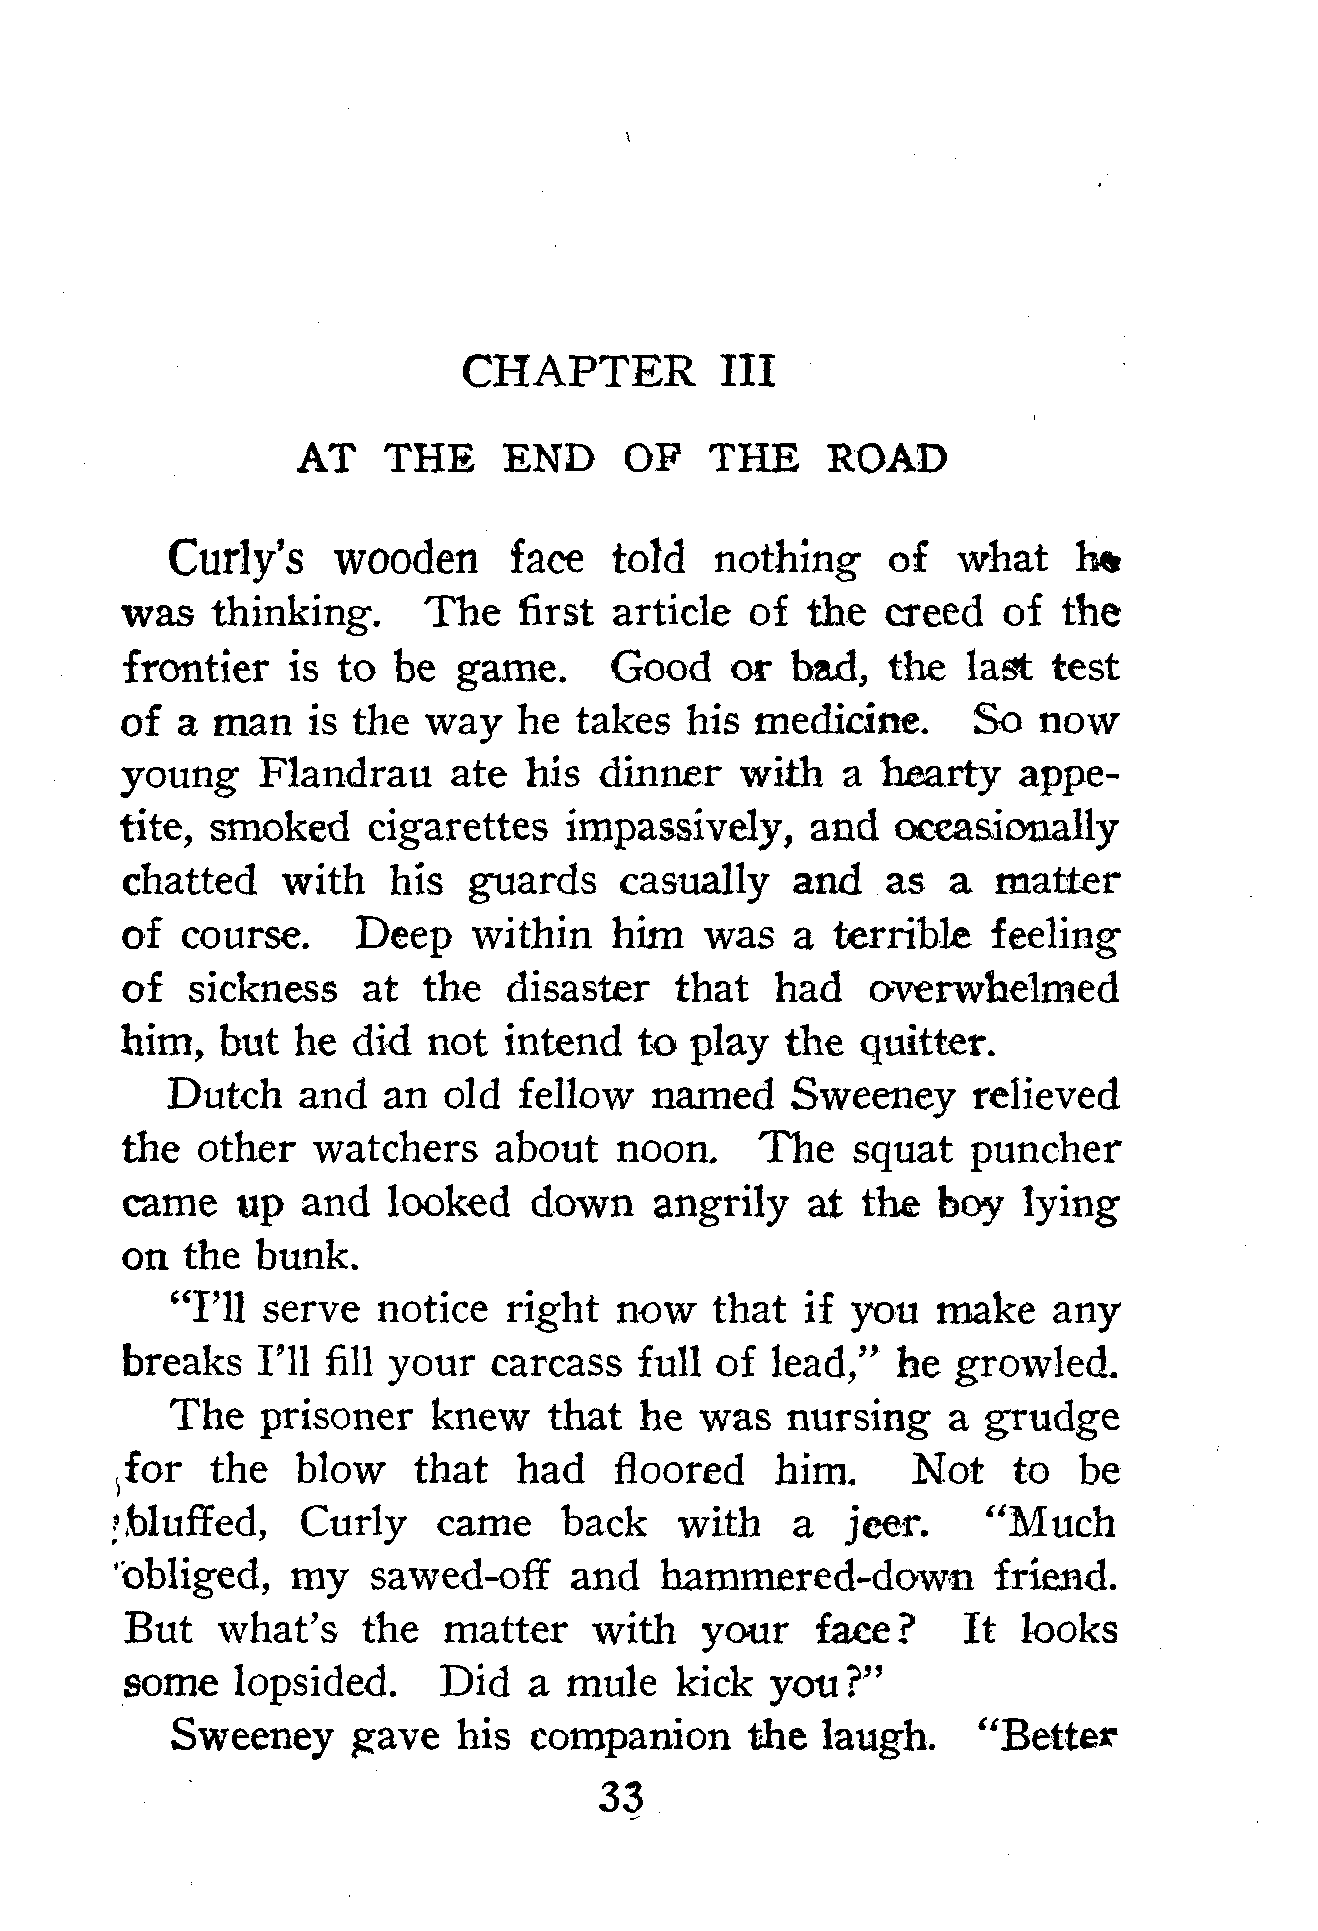 CHAPTER III
AT THE END OF THE ROAD
Curly's wooden face told nothing of what he
was thinking. The first article of the creed of the
frontier is to be game. Good or bad, the last test
of a man is the way he takes his medicine. So now
young Flandrau ate his dinner with a hearty appe-
tite, smoked cigarettes impassively, and occasionally
chatted with his guards casually and as a matter
of course. Deep within him was a terrible feeling
of sickness at the disaster that had overwhelmed
him, but he did not intend to play the quitter.
Dutch and an old fellow named Sweeney relieved
the other watchers about noon. The squat puncher
came up and looked down angrily at the boy lying
on the bunk.
"I'll serve notice right now that if you make any
breaks I'll fill your carcass full of lead," he growled.
The prisoner knew that he was nursing a grudge
for the blow that had floored him. Not to be
bluffed, Curly came back with a jeer. "Much
obliged, my sawed-off and hammered-down friend.
But what's the matter with your face? It looks
some lopsided. Did a mule kick you?"
Sweeney gave his companion the laugh. "Better
33